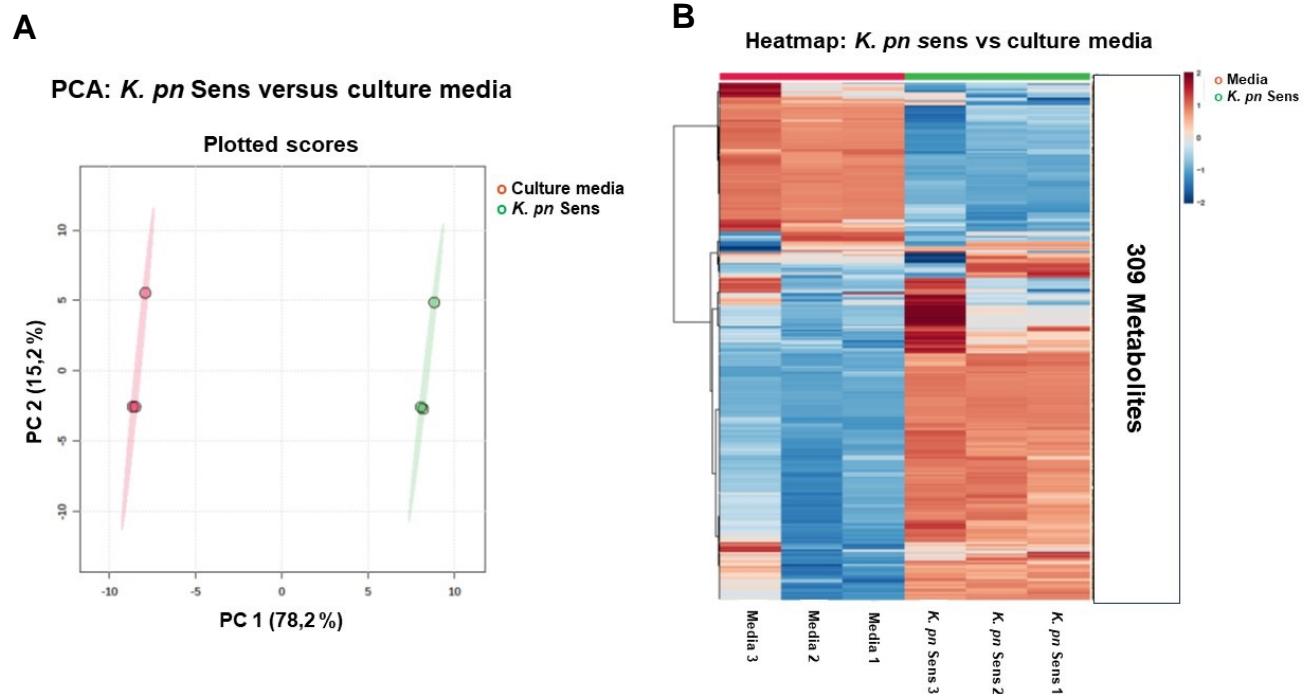 A
PCA: K. pn Sens versus culture media
Plotted scores
Culture media
K. pn Sens
10
5
0
-5
-10
PC 2 (15,2 %)
-10
-5
0
5
10
PC 1 (78,2 %)
B
Heatmap: K. pn sens vs culture media
2
1
0
-1
-2
Media
K. pn Sens
309 Metabolites
Media 3
Media 2
Media 1
K. pn Sens 3
K. pn Sens 2
K. pn Sens 1